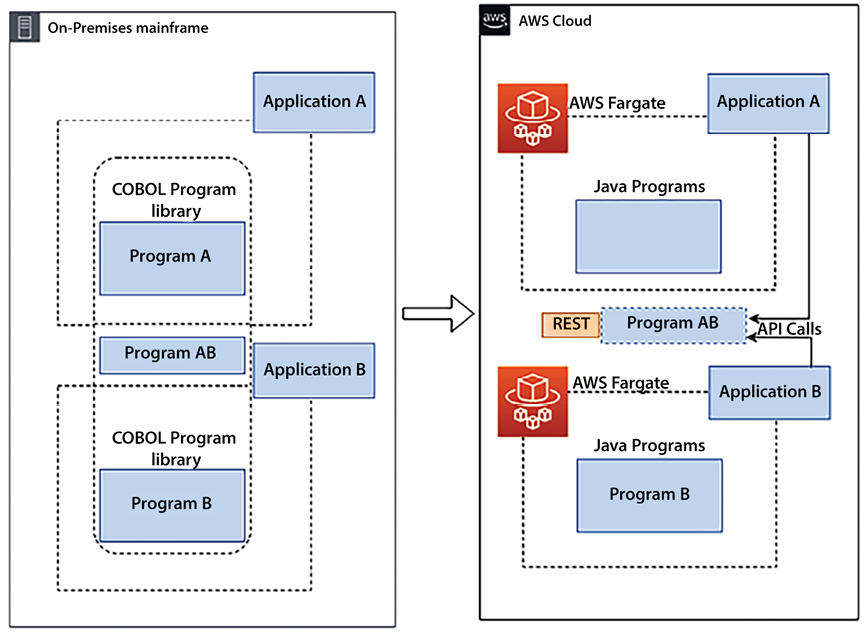 On-Premises mainframe
Application A
COBOL Program
library
Program A
Program AB
Application B
COBOL Program
library
Program B
aws
AWS Cloud
AWS Fargate
Application A
Java Programs
REST
Program AB
API Calls
AWS Fargate
Application B
Java Programs
Program B